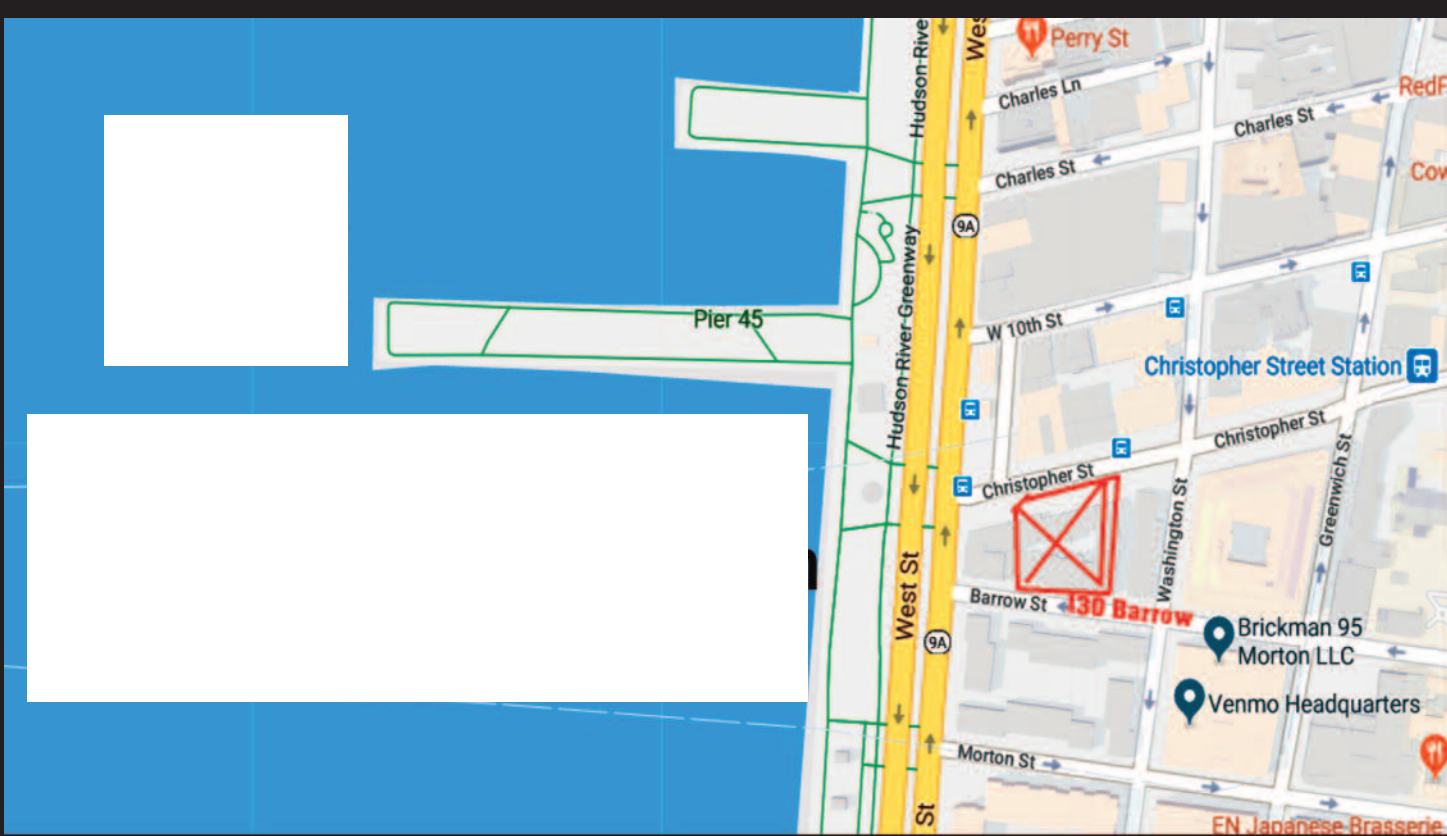 Hudson Rive
Wes
Perry St
Charles Ln
RedF
Charles St
Charles St
Cow
9A
Hudson River Greenway
Pier 45
W 10th St
Christopher Street Station
Christopher St
Christopher St
Greenwich St
Washington St
West St
Barrow St
130 Barrow
Brickman 95
Morton LLC
9A
Venmo Headquarters
Morton St
St
EN Japanese Brasserie